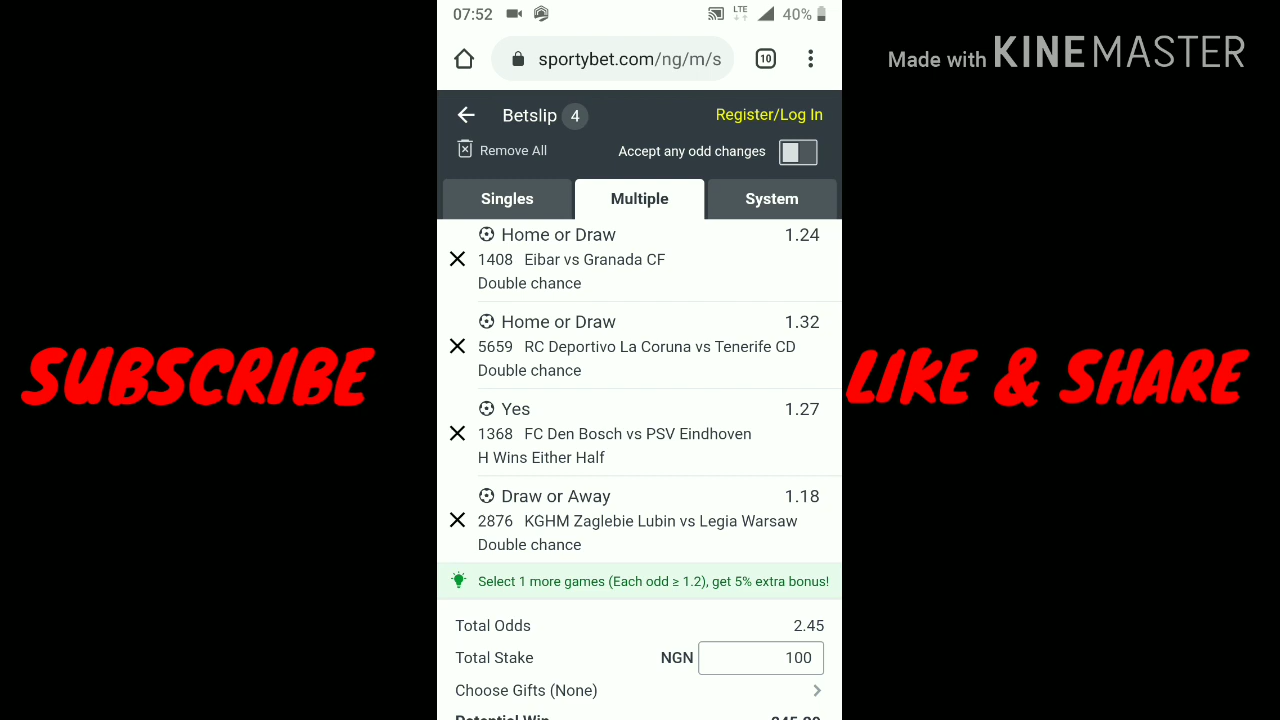 07:52 LTE 40%
Made with KINEMASTER
sportybet.com/ng/m/s 10
Betslip 4 Register/Log In
Remove All Accept any odd changes
Singles Multiple System
Home or Draw 1.24
1408 Eibar vs Granada CF
Double chance
Home or Draw 1.32
5659 RC Deportivo La Coruna vs Tenerife CD
Double chance
SUBSCRIBE
LIKE & SHARE
Yes 1.27
1368 FC Den Bosch vs PSV Eindhoven
H Wins Either Half
Draw or Away 1.18
2876 KGHM Zaglebie Lubin vs Legia Warsaw
Double chance
Select 1 more games (Each odd ≥ 1.2), get 5% extra bonus!
Total Odds 2.45
Total Stake NGN 100
Choose Gifts (None)